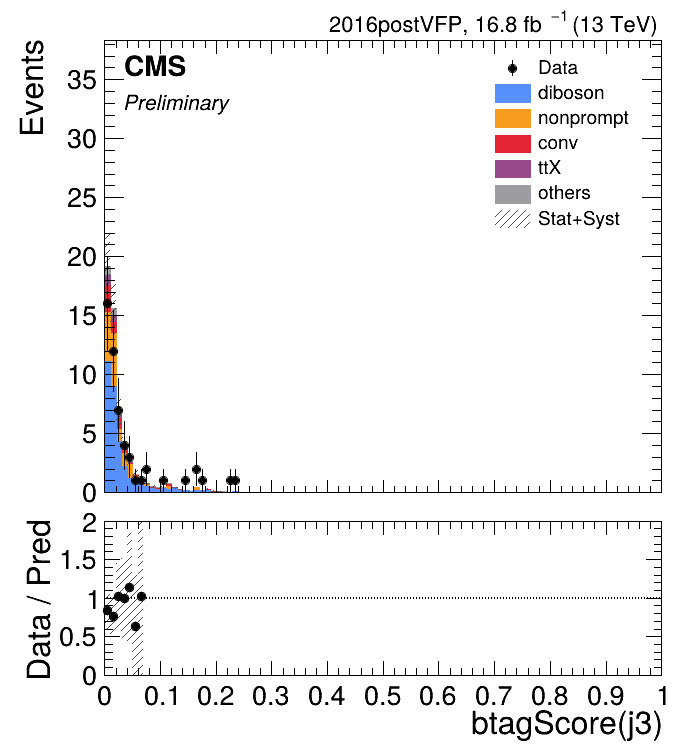 2016postVFP, 16.8 fb⁻¹ (13 TeV)
CMS
Preliminary
Events
35
30
25
20
15
10
5
0
Data
diboson
nonprompt
conv
ttX
others
Stat+Syst
Data / Pred
2
1.5
1
0.5
0
0 0.1 0.2 0.3 0.4 0.5 0.6 0.7 0.8 0.9 1
btagScore(j3)